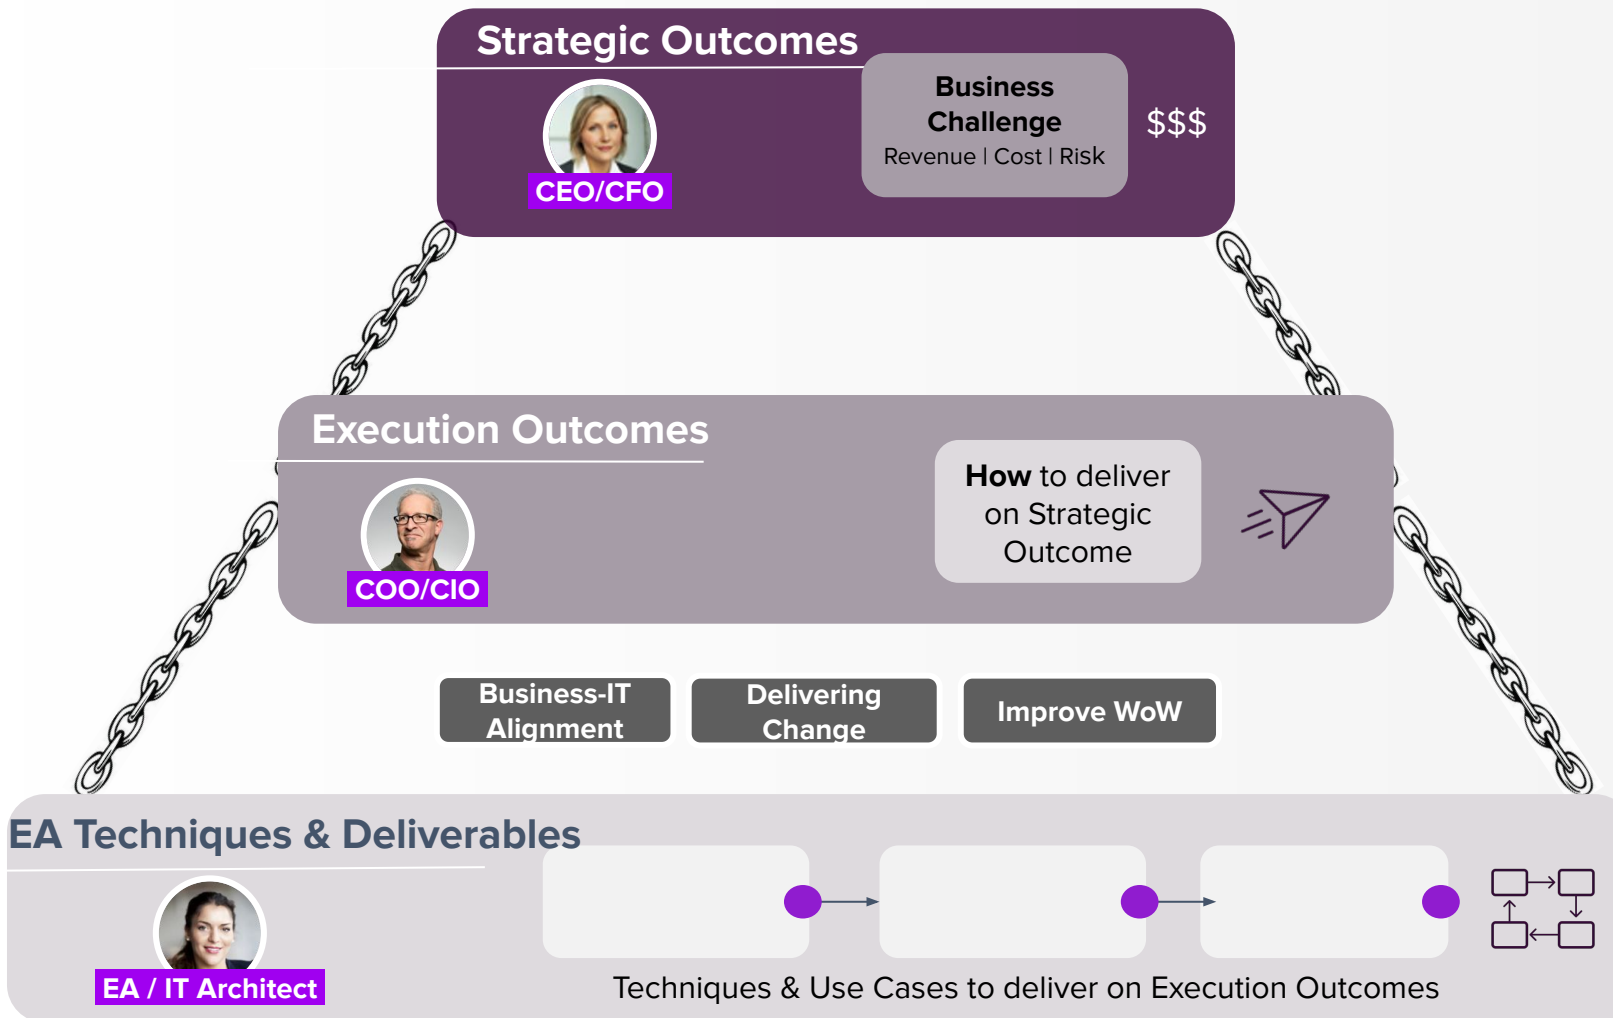 Strategic Outcomes
Business
Challenge
Revenue | Cost | Risk
$$$
CEO/CFO
Execution Outcomes
How to deliver
on Strategic
Outcome
COO/CIO
Business-IT
Alignment
Delivering
Change
Improve WoW
EA Techniques & Deliverables
EA / IT Architect
Techniques & Use Cases to deliver on Execution Outcomes